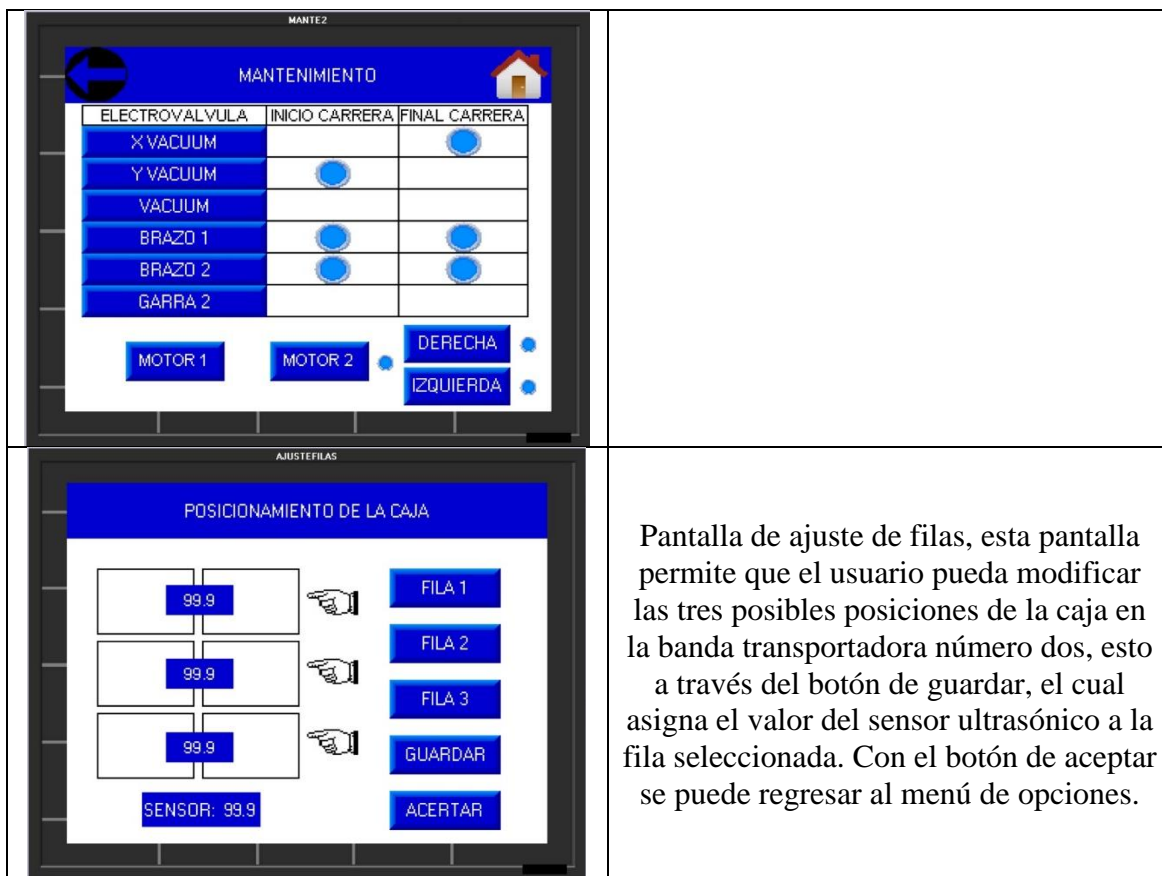 MANTE2
MANTENIMIENTO
ELECTROVALVULA INICIO CARRERA FINAL CARRERA
X VACUUM
Y VACUUM
VACUUM
BRAZO 1
BRAZO 2
GARRA 2
MOTOR 1 MOTOR 2 DERECHA
IZQUIERDA
AJUSTEFILAS
POSICIONAMIENTO DE LA CAJA
99.9 FILA 1
FILA 2
99.9
FILA 3
99.9 GUARDAR
SENSOR: 99.9 ACERTAR
Pantalla de ajuste de filas, esta pantalla
permite que el usuario pueda modificar
las tres posibles posiciones de la caja en
la banda transportadora número dos, esto
a través del botón de guardar, el cual
asigna el valor del sensor ultrasónico a la
fila seleccionada. Con el botón de aceptar
se puede regresar al menú de opciones.